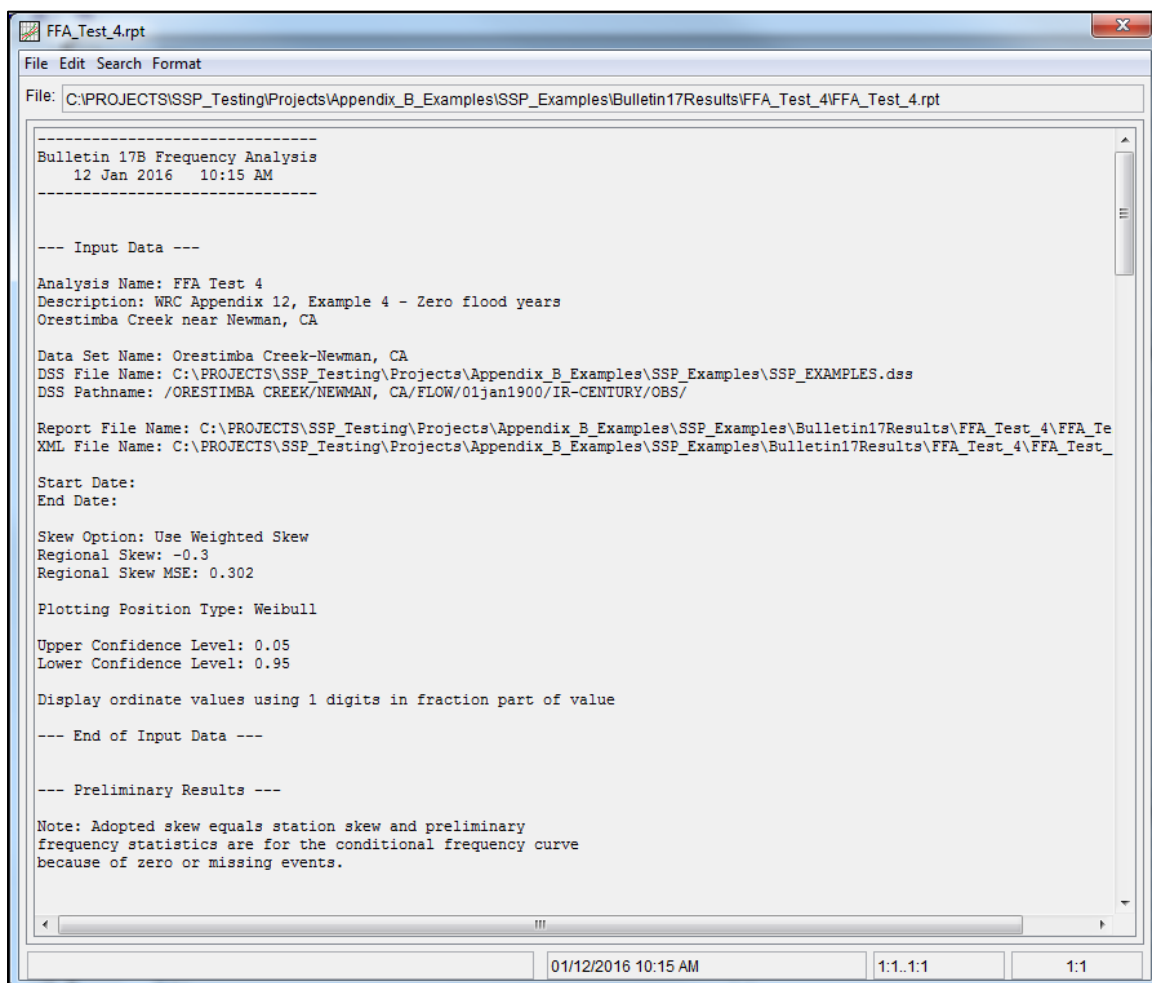 FFA_Test_4.rpt
File Edit Search Format
File: C:\PROJECTS\SSP_Testing\Projects\Appendix_B_Examples\SSP_Examples\Bulletin17Results\FFA_Test_4\FFA_Test_4.rpt
-------------------------------
Bulletin 17B Frequency Analysis
12 Jan 2016 10:15 AM
-------------------------------
--- Input Data ---
Analysis Name: FFA Test 4
Description: WRC Appendix 12, Example 4 - Zero flood years
Orestimba Creek near Newman, CA
Data Set Name: Orestimba Creek-Newman, CA
DSS File Name: C:\PROJECTS\SSP_Testing\Projects\Appendix_B_Examples\SSP_Examples\SSP_EXAMPLES.dss
DSS Pathname: /ORESTIMBA CREEK/NEWMAN, CA/FLOW/01jan1900/IR-CENTURY/OBS/
Report File Name: C:\PROJECTS\SSP_Testing\Projects\Appendix_B_Examples\SSP_Examples\Bulletin17Results\FFA_Test_4\FFA_Te
XML File Name: C:\PROJECTS\SSP_Testing\Projects\Appendix_B_Examples\SSP_Examples\Bulletin17Results\FFA_Test_4\FFA_Test_
Start Date:
End Date:
Skew Option: Use Weighted Skew
Regional Skew: -0.3
Regional Skew MSE: 0.302
Plotting Position Type: Weibull
Upper Confidence Level: 0.05
Lower Confidence Level: 0.95
Display ordinate values using 1 digits in fraction part of value
--- End of Input Data ---
--- Preliminary Results ---
Note: Adopted skew equals station skew and preliminary
frequency statistics are for the conditional frequency curve
because of zero or missing events.
01/12/2016 10:15 AM 1:1..1:1 1:1